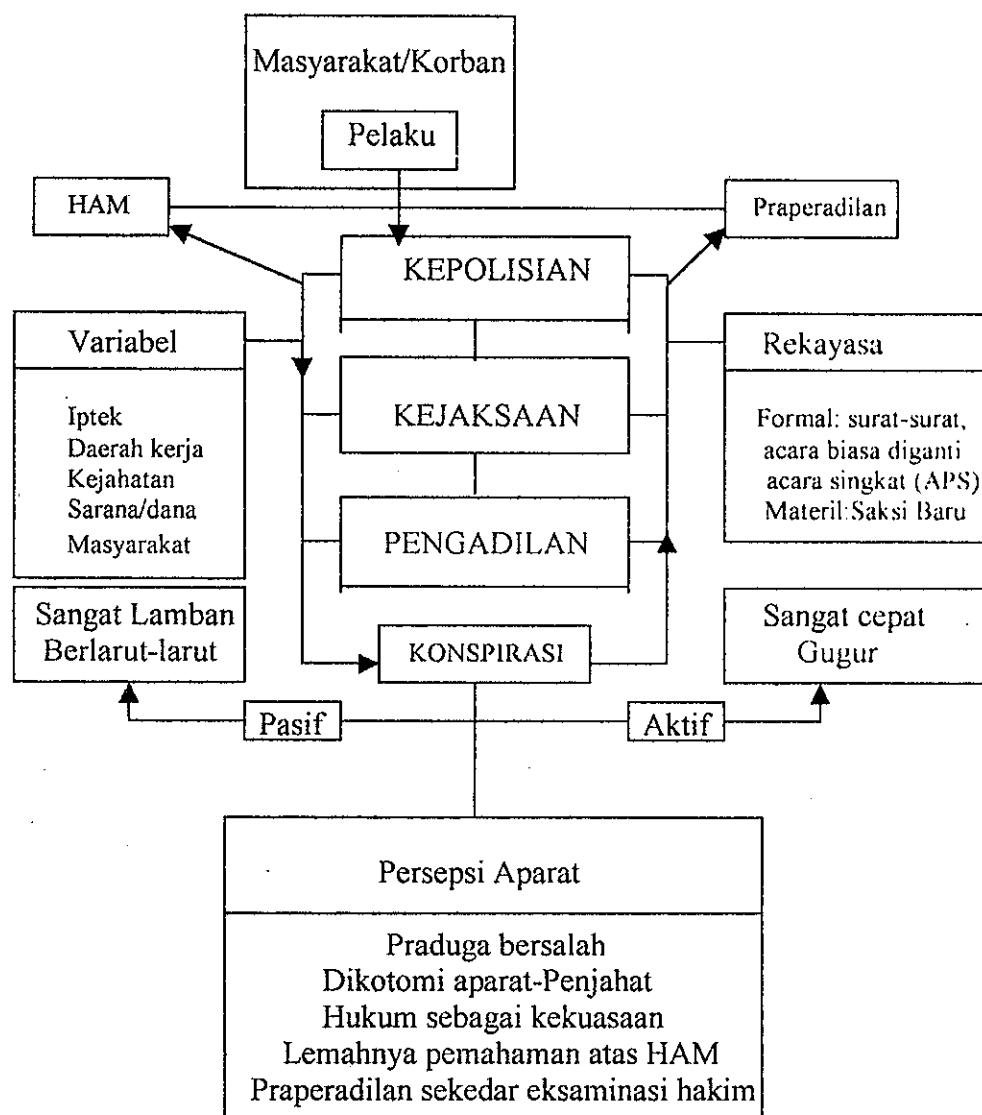 Masyarakat/Korban
Pelaku
HAM
Praperadilan
KEPOLISIAN
Variabel
Iptek
Daerah kerja
Kejahatan
Sarana/dana
Masyarakat
KEJAKSAAN
Rekayasa
Formal: surat-surat,
acara biasa diganti
acara singkat (APS)
Materil:Saksi Baru
PENGADILAN
Sangat Lamban
Berlarut-larut
KONSPIRASI
Sangat cepat
Gugur
Pasif
Aktif
Persepsi Aparat
Praduga bersalah
Dikotomi aparat-Penjahat
Hukum sebagai kekuasaan
Lemahnya pemahaman atas HAM
Praperadilan sekedar eksaminasi hakim